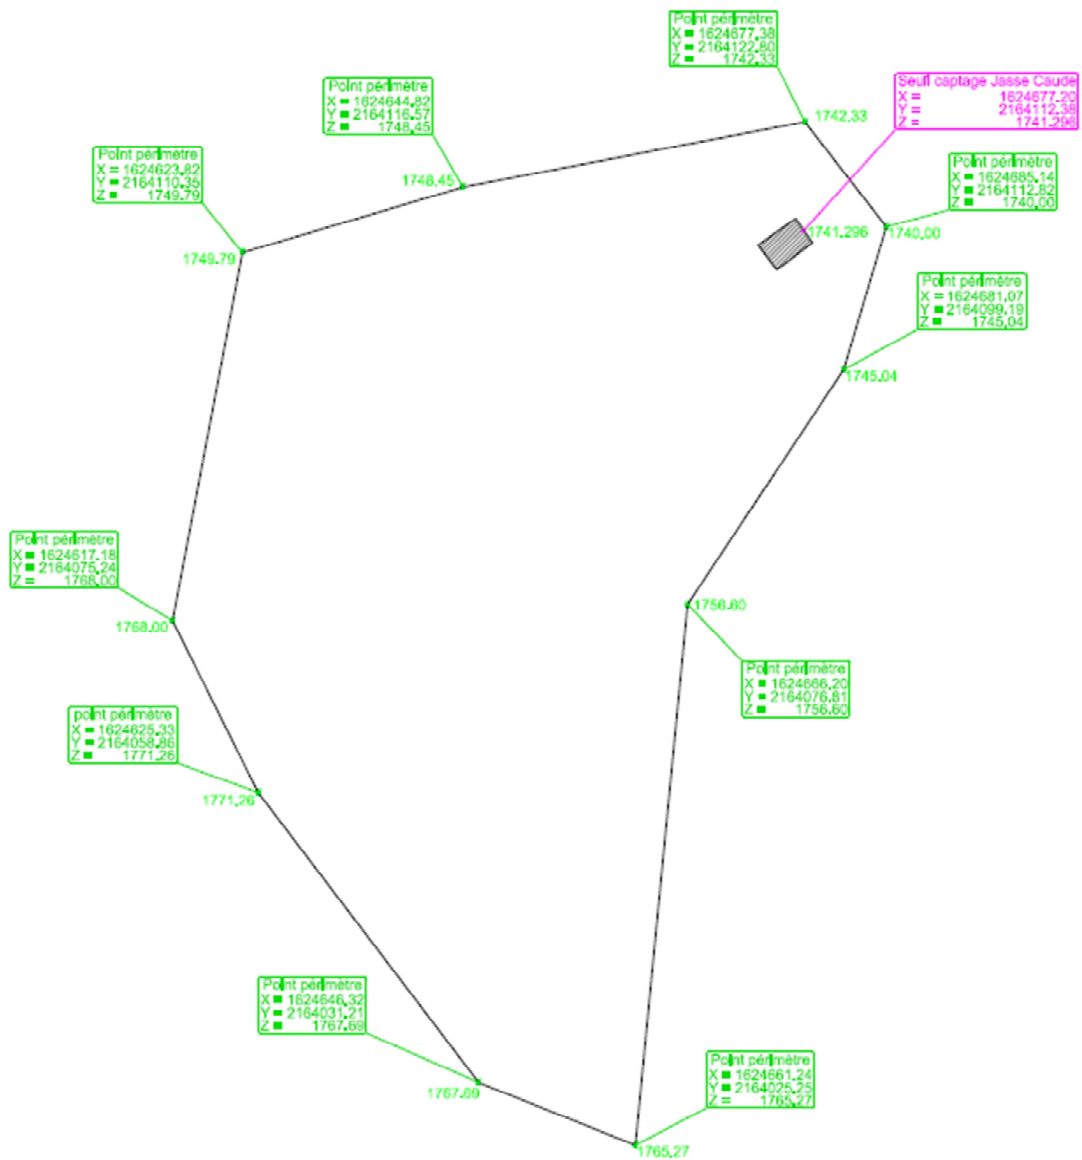 Point périmètre
X = 1624677.38
Y = 2164122.80
Z = 1742.33
Seuil captage Jasse Caude
X = 1624677.20
Y = 2164112.38
Z = 1741.296
Point périmètre
X = 1624644.82
Y = 2164116.57
Z = 1748.45
1742.33
Point périmètre
X = 1624623.82
Y = 2164110.35
Z = 1749.79
Point périmètre
X = 1624685.14
Y = 2164112.82
Z = 1740.00
1748.45
1741.296
1740.00
1749.79
Point périmètre
X = 1624681.07
Y = 2164099.19
Z = 1745.04
1745.04
Point périmètre
X = 1624617.18
Y = 2164075.24
Z = 1768.00
1756.60
1768.00
Point périmètre
X = 1624666.20
Y = 2164076.81
Z = 1756.60
point périmètre
X = 1624625.33
Y = 2164058.86
Z = 1771.26
1771.26
Point périmètre
X = 1624646.32
Y = 2164031.21
Z = 1767.69
1767.69
Point périmètre
X = 1624661.24
Y = 2164025.25
Z = 1765.27
1765.27